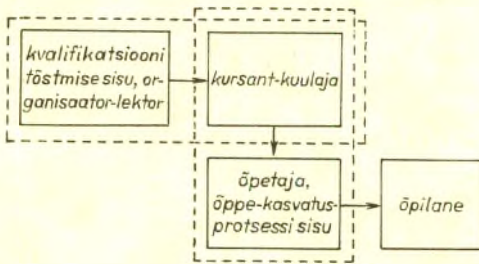 kvalifikatsiooni
tõstmise sisu, or-
ganisaator-lektor
kursant-kuulaja
õpetaja,
õppe-kasvatus-
protsessi sisu
õpilane